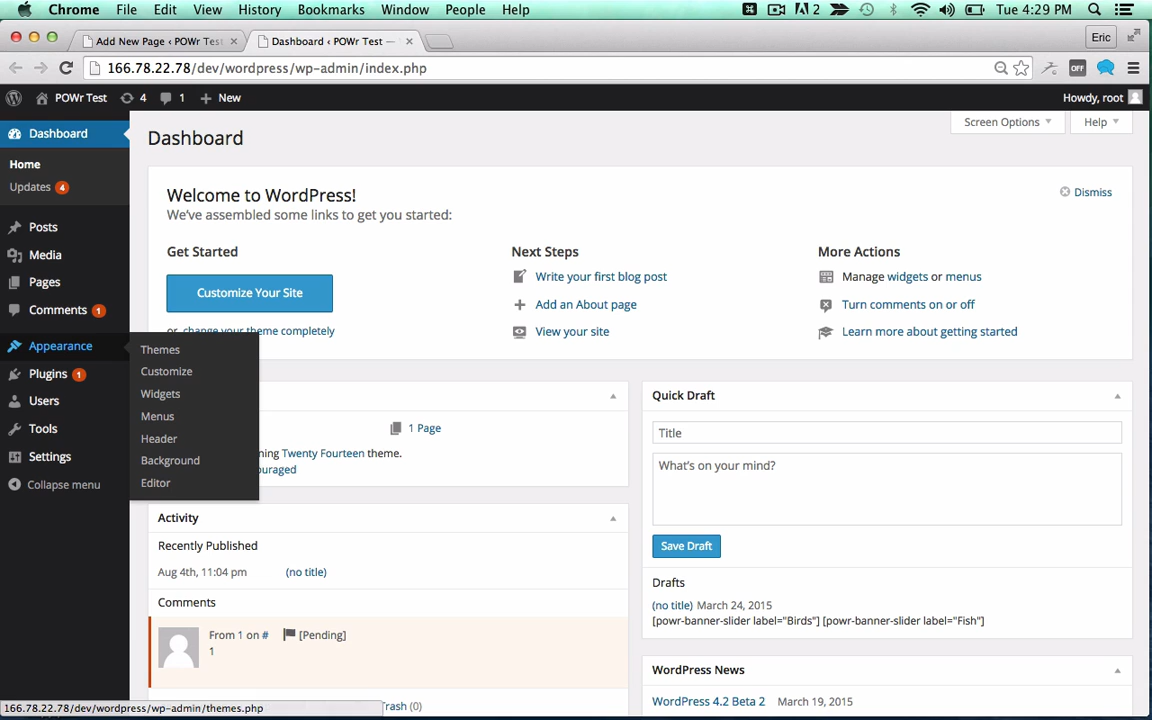 Chrome File Edit View History Bookmarks Window People Help 2 Tue 4:29 PM
Add New Page ‹ POWr Test × Dashboard ‹ POWr Test — × Eric
166.78.22.78/dev/wordpress/wp-admin/index.php OFF
POWr Test 4 1 + New Howdy, root
Dashboard
Home
Updates 4
Posts
Media
Pages
Comments 1
Appearance
Plugins 1
Users
Tools
Settings
Collapse menu
Themes
Customize
Widgets
Menus
Header
Background
Editor
Dashboard
Screen Options Help
Welcome to WordPress!
Dismiss
We've assembled some links to get you started:
Get Started
Customize Your Site
or, change your theme completely
Next Steps
Write your first blog post
Add an About page
View your site
More Actions
Manage widgets or menus
Turn comments on or off
Learn more about getting started
1 Page
Twenty Fourteen theme.
Activity
Recently Published
Aug 4th, 11:04 pm (no title)
Comments
From 1 on # [Pending]
1
Trash (0)
Quick Draft
Title
What's on your mind?
Save Draft
Drafts
(no title) March 24, 2015
[powr-banner-slider label="Birds"] [powr-banner-slider label="Fish"]
WordPress News
WordPress 4.2 Beta 2 March 19, 2015
166.78.22.78/dev/wordpress/wp-admin/themes.php